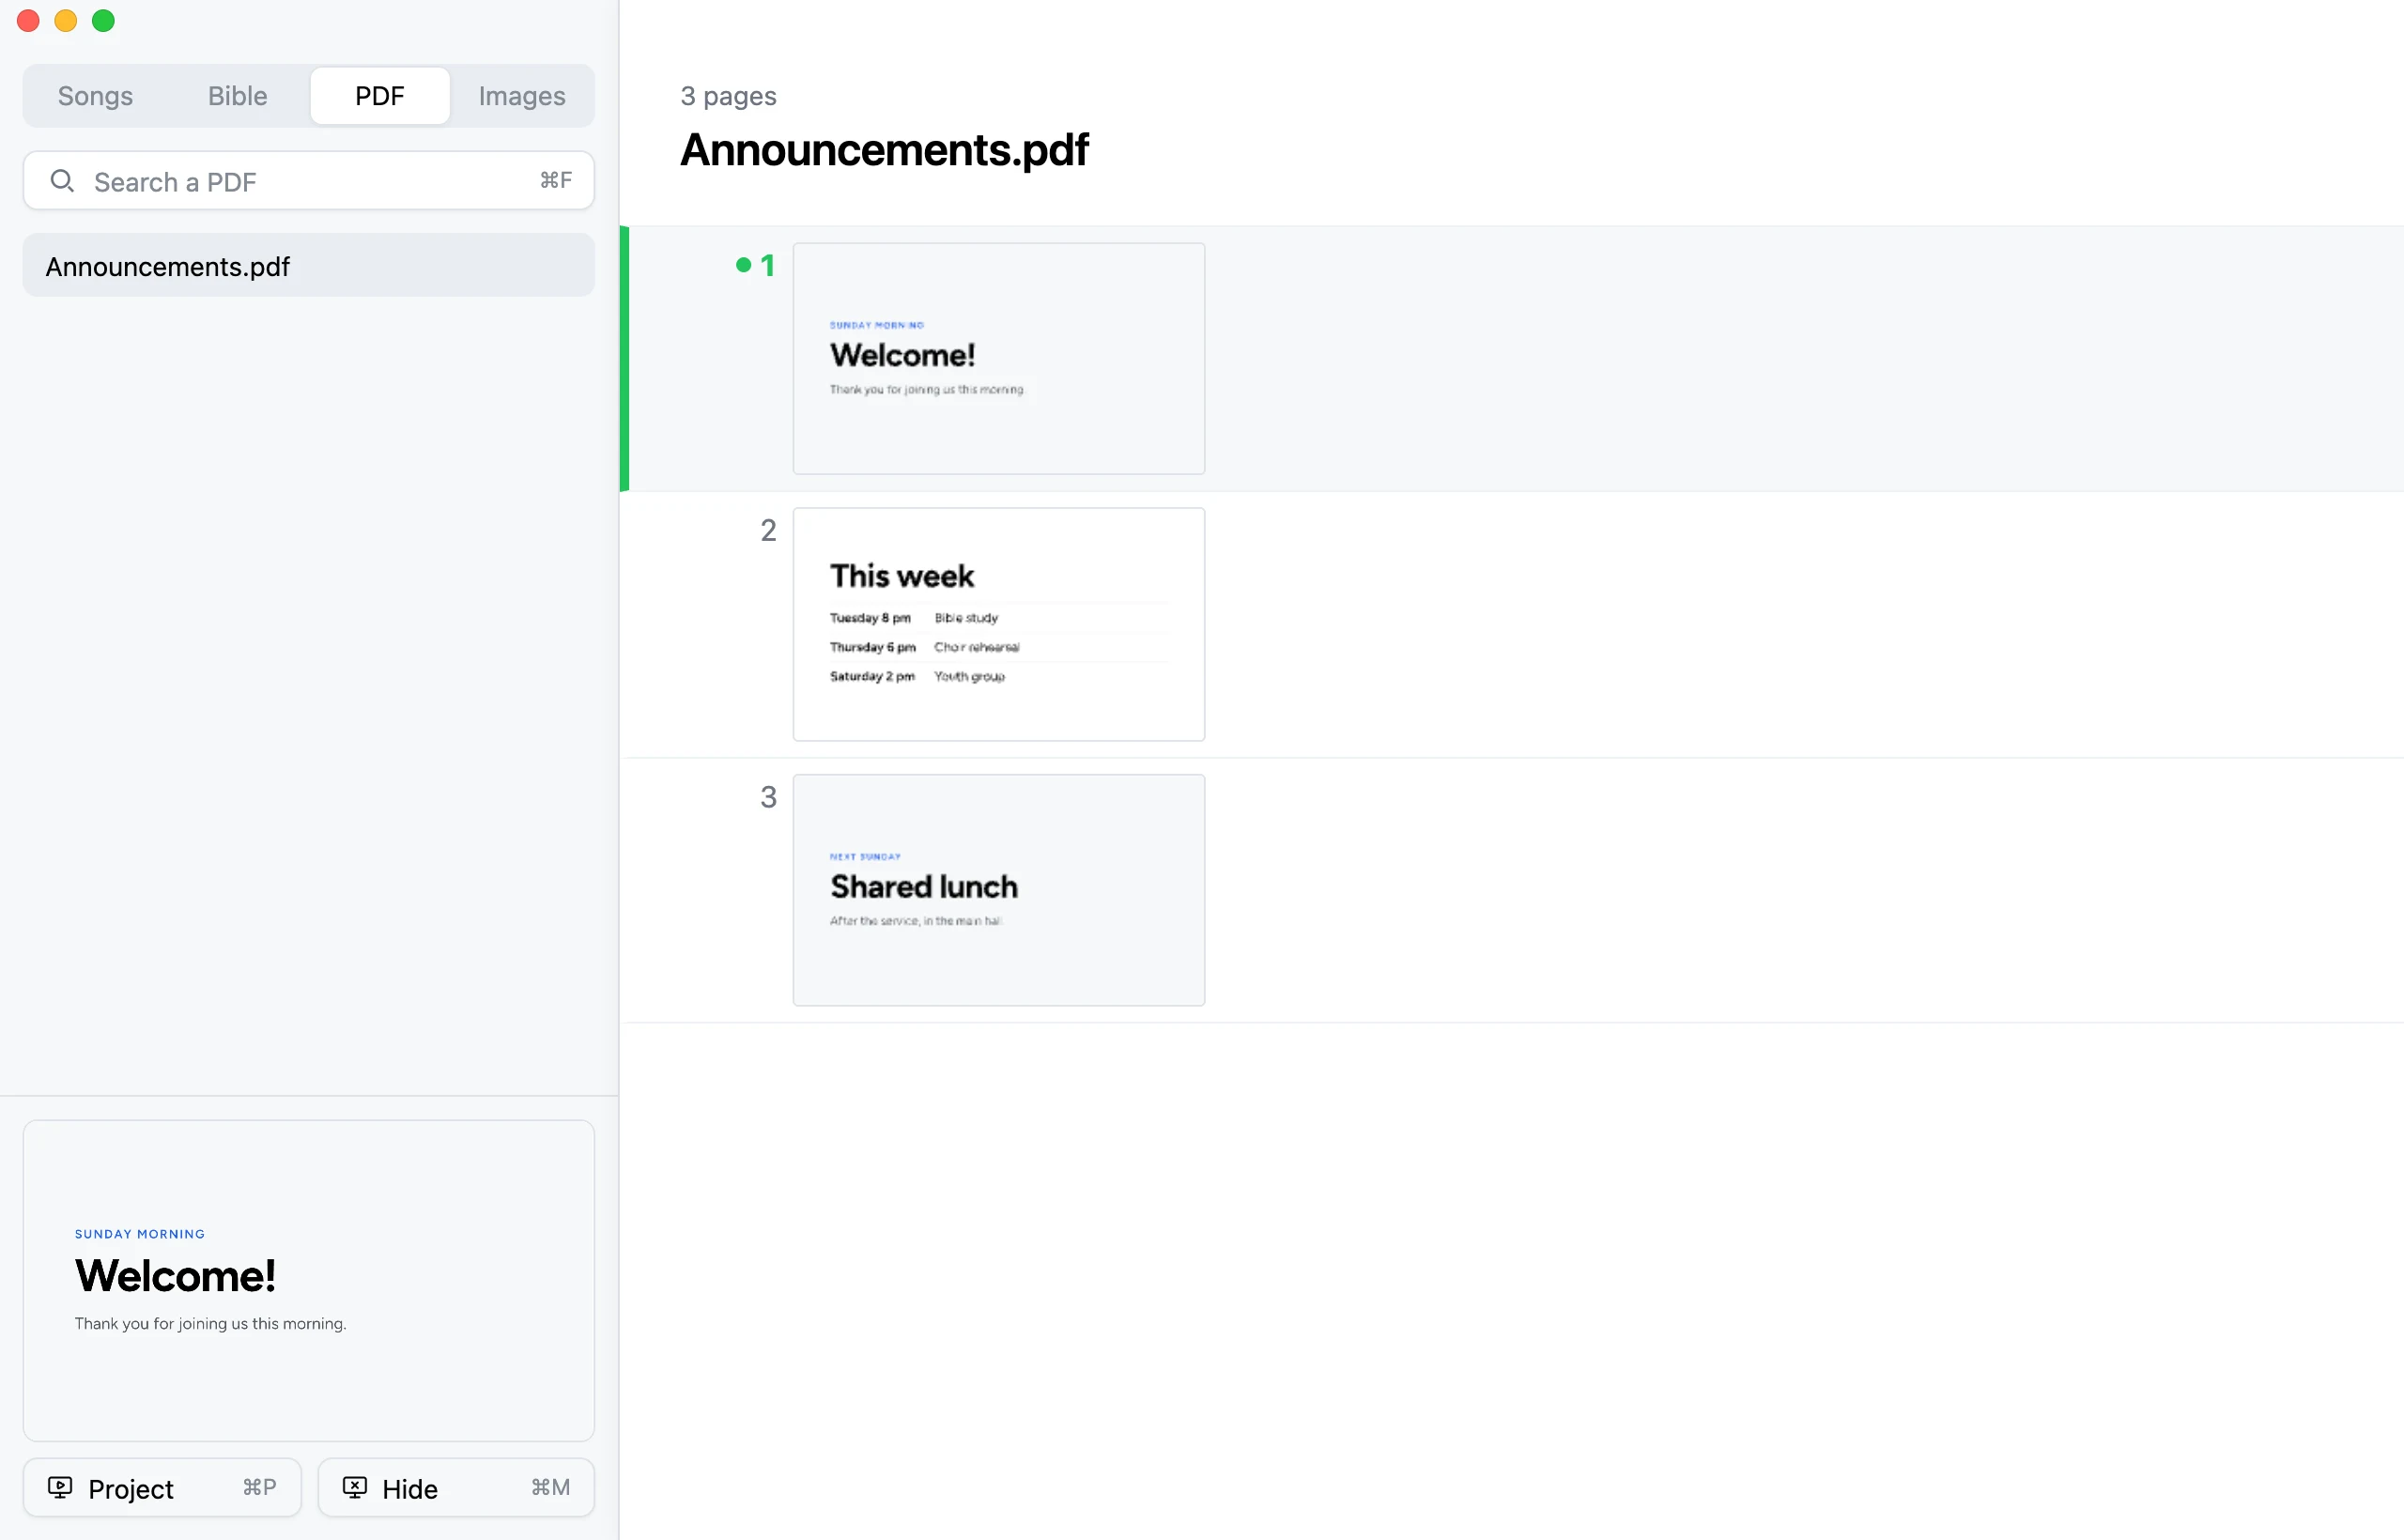 Songs
Bible
PDF
Images
Search a PDF ⌘F
Announcements.pdf
3 pages
Announcements.pdf
1
SUNDAY MORNING
Welcome!
Thank you for joining us this morning.
2
This week
Tuesday 8 pm Bible study
Thursday 6 pm Choir rehearsal
Saturday 2 pm Youth group
3
NEXT SUNDAY
Shared lunch
After the service, in the main hall.
SUNDAY MORNING
Welcome!
Thank you for joining us this morning.
Project ⌘P
Hide ⌘M